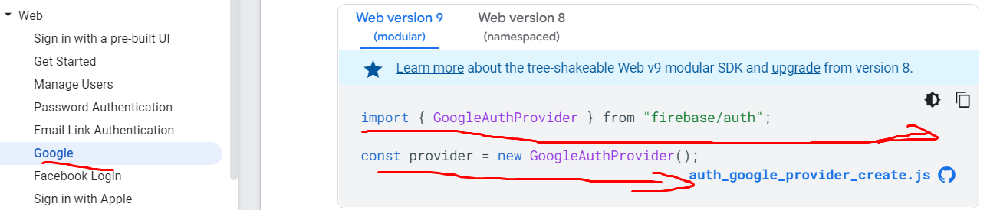 Web
Sign in with a pre-built UI
Get Started
Manage Users
Password Authentication
Email Link Authentication
Google
Facebook Login
Sign in with Apple
Web version 9
(modular)
Web version 8
(namespaced)
Learn more about the tree-shakeable Web v9 modular SDK and upgrade from version 8.
import { GoogleAuthProvider } from "firebase/auth";
const provider = new GoogleAuthProvider();
auth_google_provider_create.js